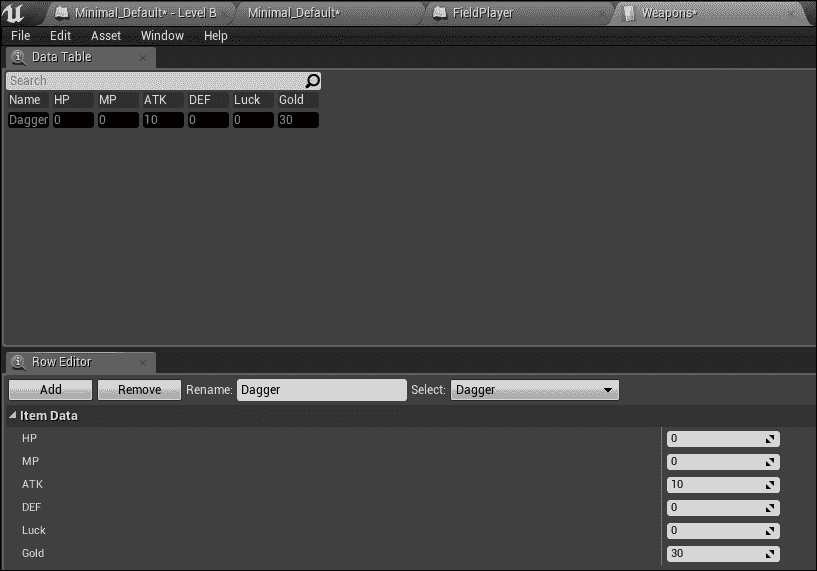 Minimal_Default* - Level B Minimal_Default* FieldPlayer Weapons*
File Edit Asset Window Help
Data Table
Search
Name HP MP ATK DEF Luck Gold
Dagger 0 0 10 0 0 30
Row Editor
Add Remove Rename: Dagger Select: Dagger
Item Data
HP 0
MP 0
ATK 10
DEF 0
Luck 0
Gold 30